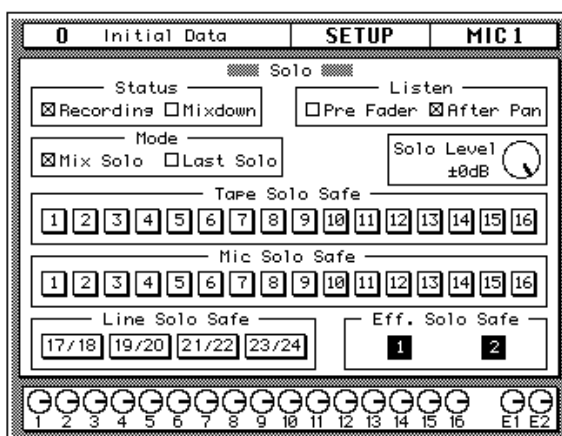 0 Initial Data SETUP MIC 1
Solo
Status Listen
Recording Mixdown Pre Fader After Pan
Mode
Mix Solo Last Solo Solo Level
±0dB
Tape Solo Safe
1 2 3 4 5 6 7 8 9 10 11 12 13 14 15 16
Mic Solo Safe
1 2 3 4 5 6 7 8 9 10 11 12 13 14 15 16
Line Solo Safe Eff. Solo Safe
17/18 19/20 21/22 23/24 1 2
1 2 3 4 5 6 7 8 9 10 11 12 13 14 15 16 E1 E2